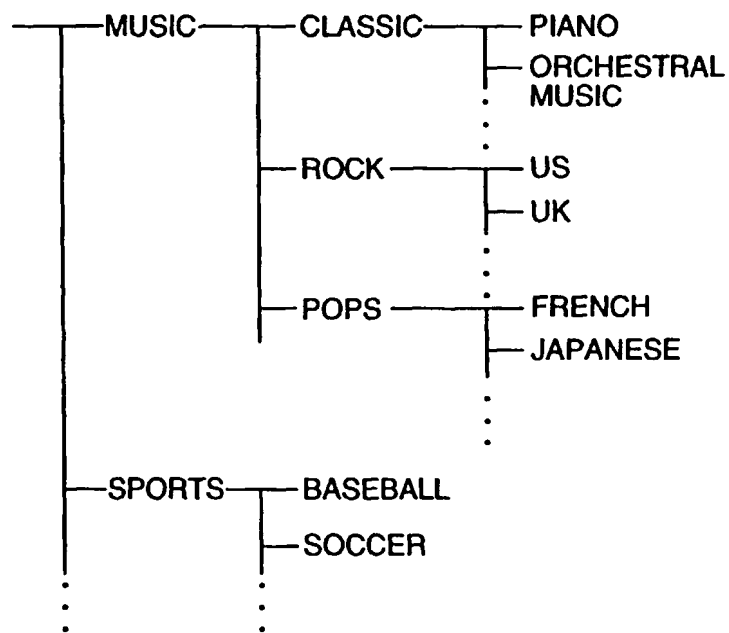 MUSIC CLASSIC PIANO
ORCHESTRAL
MUSIC
ROCK US
UK
POPS FRENCH
JAPANESE
SPORTS BASEBALL
SOCCER